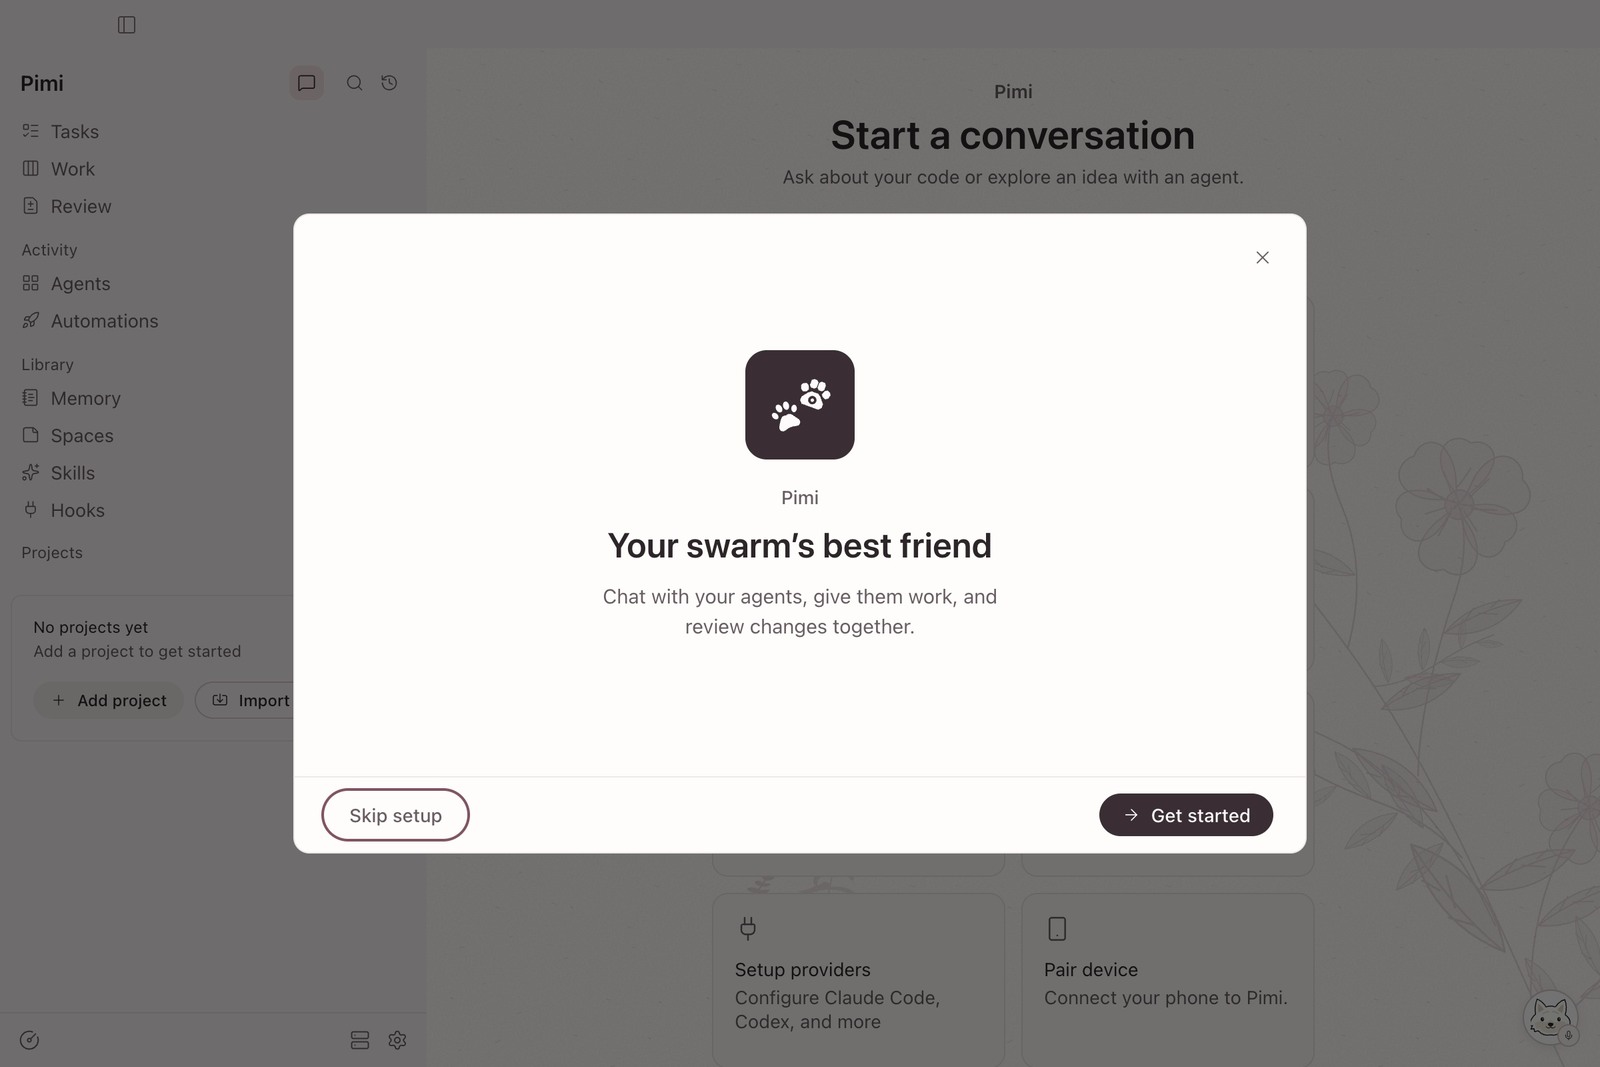 Pimi
Tasks
Work
Review
Activity
Agents
Automations
Library
Memory
Spaces
Skills
Hooks
Projects
No projects yet
Add a project to get started
Add project
Import
Pimi
Start a conversation
Ask about your code or explore an idea with an agent.
Pimi
Your swarm’s best friend
Chat with your agents, give them work, and
review changes together.
Skip setup
Get started
Setup providers
Configure Claude Code,
Codex, and more
Pair device
Connect your phone to Pimi.